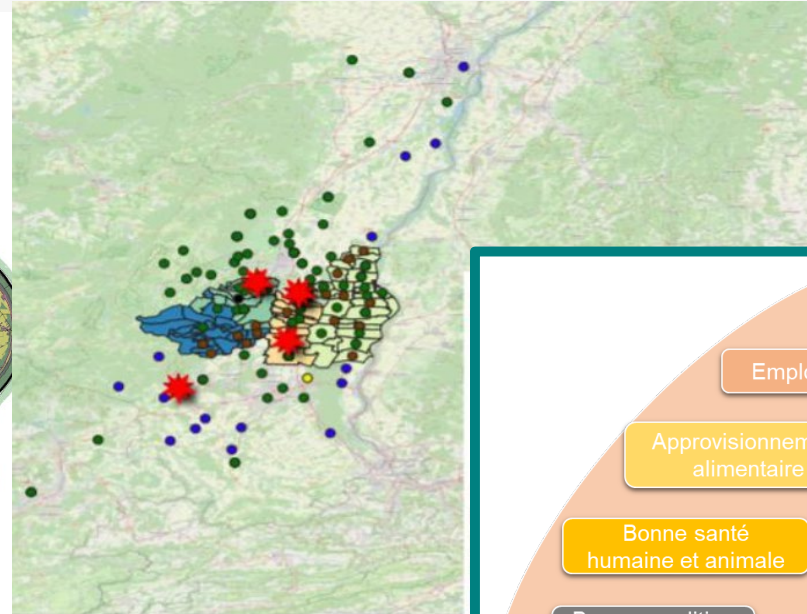 Emplo
Approvisionnem
alimentaire
Bonne santé
humaine et animale